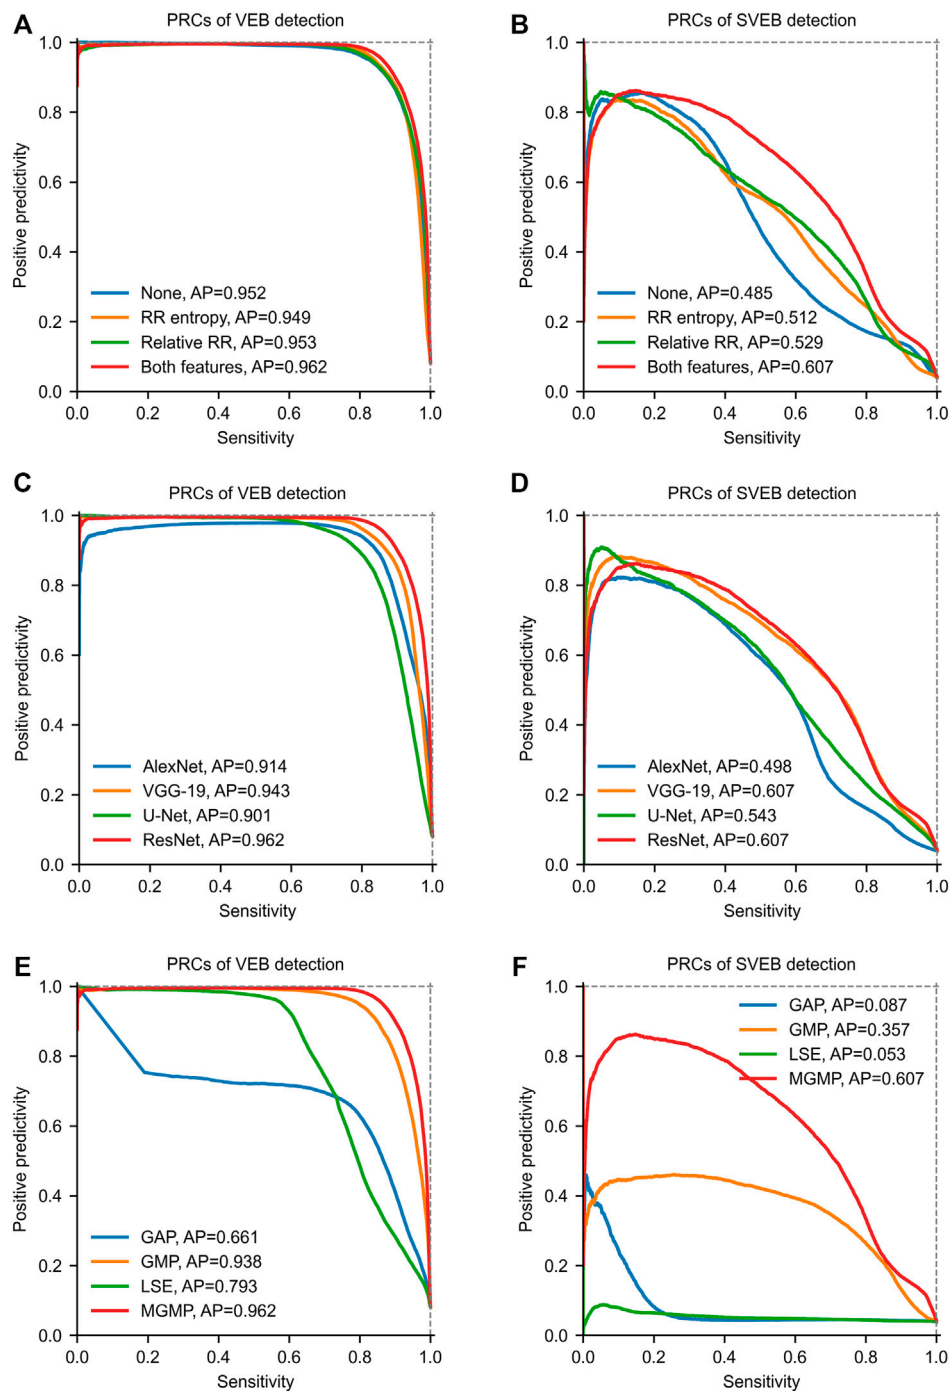 A
PRCs of VEB detection
1.0
0.8
0.6
0.4
0.2
0.0
Positive predictivity
None, AP=0.952
RR entropy, AP=0.949
Relative RR, AP=0.953
Both features, AP=0.962
0.0 0.2 0.4 0.6 0.8 1.0
Sensitivity
B
PRCs of SVEB detection
1.0
0.8
0.6
0.4
0.2
0.0
Positive predictivity
None, AP=0.485
RR entropy, AP=0.512
Relative RR, AP=0.529
Both features, AP=0.607
0.0 0.2 0.4 0.6 0.8 1.0
Sensitivity
C
PRCs of VEB detection
1.0
0.8
0.6
0.4
0.2
0.0
Positive predictivity
AlexNet, AP=0.914
VGG-19, AP=0.943
U-Net, AP=0.901
ResNet, AP=0.962
0.0 0.2 0.4 0.6 0.8 1.0
Sensitivity
D
PRCs of SVEB detection
1.0
0.8
0.6
0.4
0.2
0.0
Positive predictivity
AlexNet, AP=0.498
VGG-19, AP=0.607
U-Net, AP=0.543
ResNet, AP=0.607
0.0 0.2 0.4 0.6 0.8 1.0
Sensitivity
E
PRCs of VEB detection
1.0
0.8
0.6
0.4
0.2
0.0
Positive predictivity
GAP, AP=0.661
GMP, AP=0.938
LSE, AP=0.793
MGMP, AP=0.962
0.0 0.2 0.4 0.6 0.8 1.0
Sensitivity
F
PRCs of SVEB detection
1.0
0.8
0.6
0.4
0.2
0.0
Positive predictivity
GAP, AP=0.087
GMP, AP=0.357
LSE, AP=0.053
MGMP, AP=0.607
0.0 0.2 0.4 0.6 0.8 1.0
Sensitivity